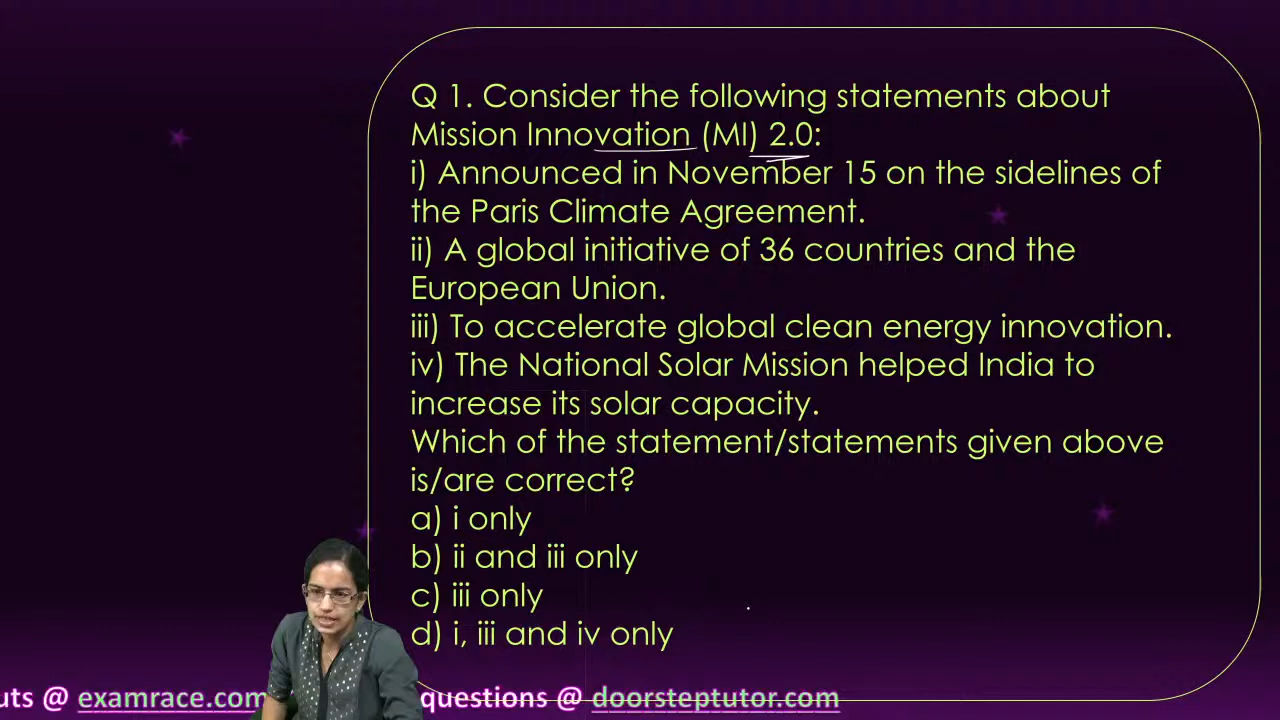 Q 1. Consider the following statements about
Mission Innovation (MI) 2.0:
i) Announced in November 15 on the sidelines of
the Paris Climate Agreement.
ii) A global initiative of 36 countries and the
European Union.
iii) To accelerate global clean energy innovation.
iv) The National Solar Mission helped India to
increase its solar capacity.
Which of the statement/statements given above
is/are correct?
a) i only
b) ii and iii only
c) iii only
d) i, iii and iv only
uts @ examrace.com questions @ doorsteptutor.com